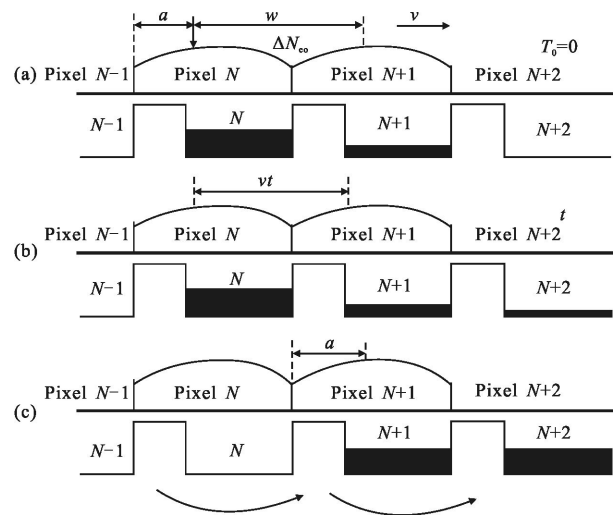 a w v
ΔN_eo T₀=0
(a) Pixel N−1 Pixel N Pixel N+1 Pixel N+2
N−1 N N+1 N+2
vt
t
(b) Pixel N−1 Pixel N Pixel N+1 Pixel N+2
N−1 N N+1 N+2
a
Pixel N−1 Pixel N Pixel N+1 Pixel N+2
(c)
N−1 N N+1 N+2